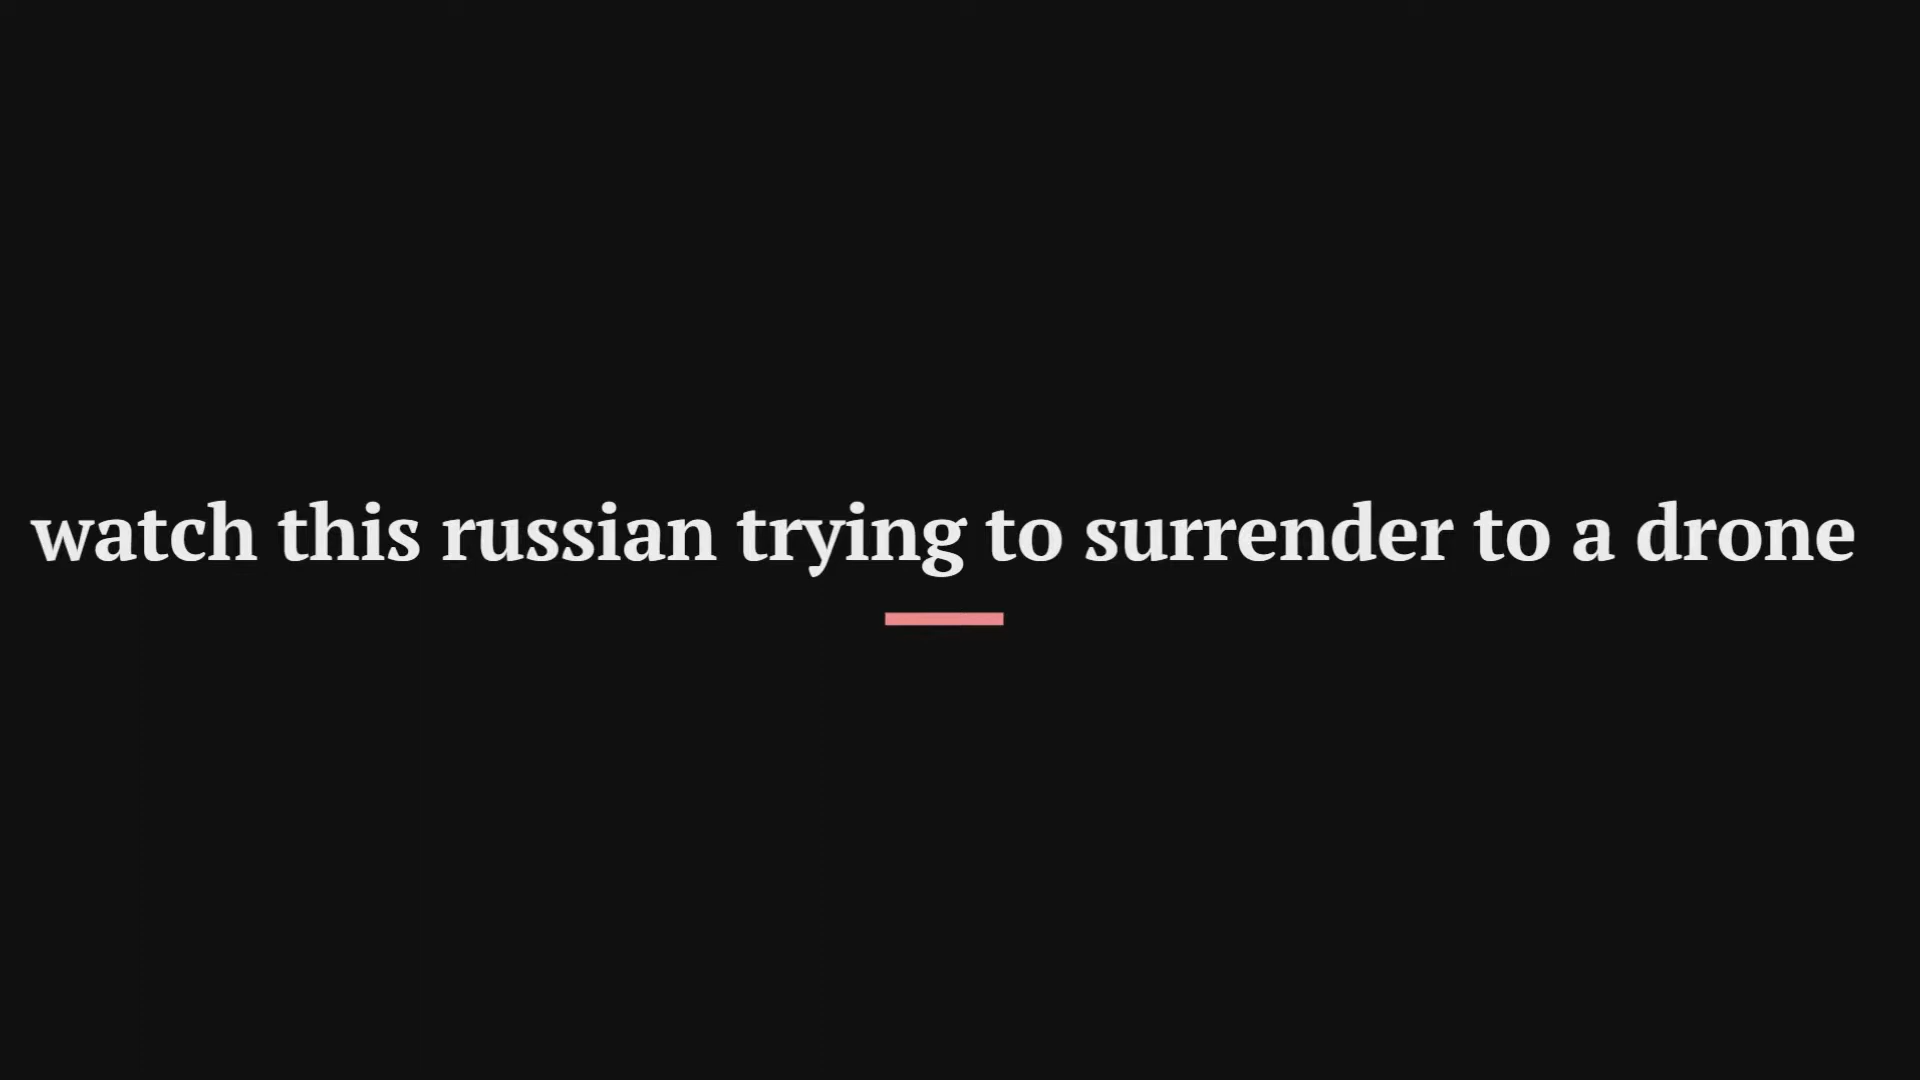 watch this russian trying to surrender to a drone